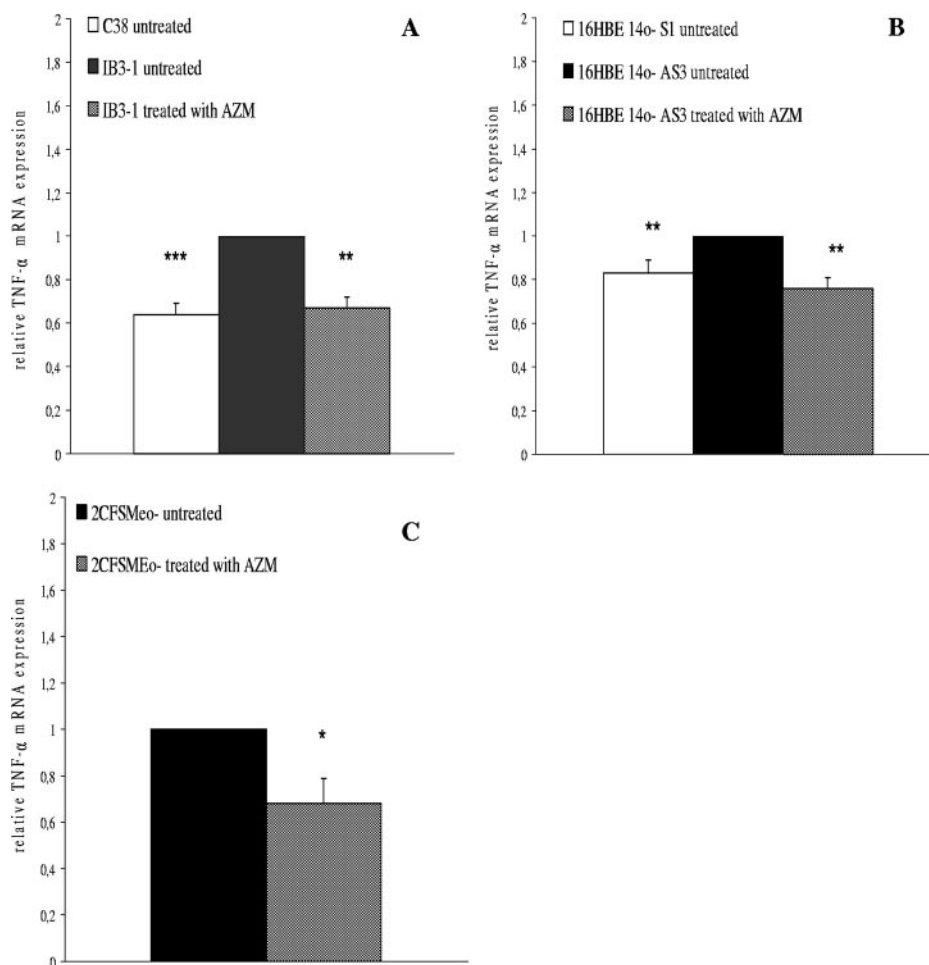 A
C38 untreated
IB3-1 untreated
IB3-1 treated with AZM
relative TNF-α mRNA expression
2
1,8
1,6
1,4
1,2
1
0,8
0,6
0,4
0,2
0
***
**
B
16HBE 14o- S1 untreated
16HBE 14o- AS3 untreated
16HBE 14o- AS3 treated with AZM
relative TNF-α mRNA expression
2
1,8
1,6
1,4
1,2
1
0,8
0,6
0,4
0,2
0
**
**
C
2CFSMeo- untreated
2CFSMEo- treated with AZM
relative TNF-α mRNA expression
2
1,8
1,6
1,4
1,2
1
0,8
0,6
0,4
0,2
0
*